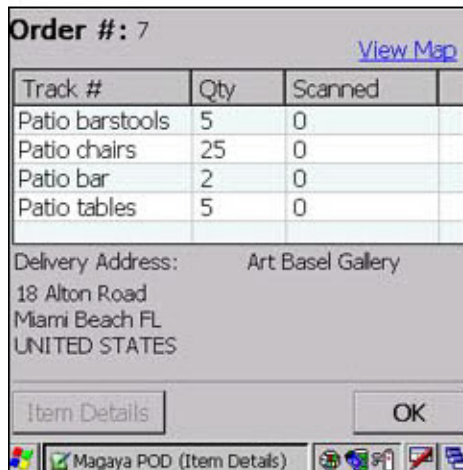 Order #: 7
View Map
Track # Qty Scanned
Patio barstools 5 0
Patio chairs 25 0
Patio bar 2 0
Patio tables 5 0
Delivery Address: Art Basel Gallery
18 Alton Road
Miami Beach FL
UNITED STATES
Item Details OK
Magaya POD (Item Details)